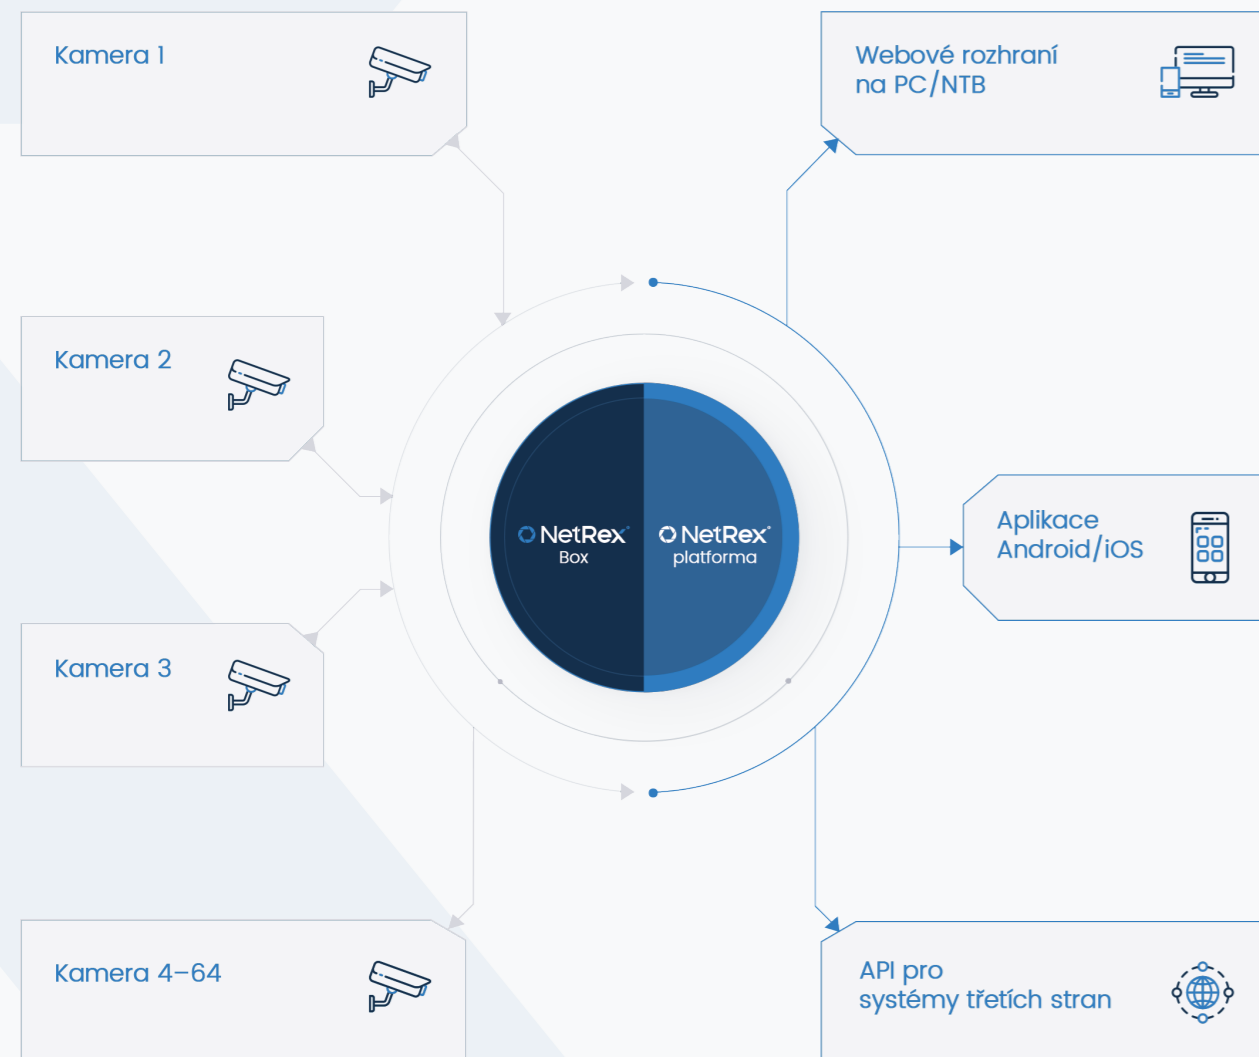 Kamera 1
Webové rozhraní
na PC/NTB
Kamera 2
NetRex®
Box
NetRex®
platforma
Aplikace
Android/iOS
Kamera 3
Kamera 4–64
API pro
systémy třetích stran